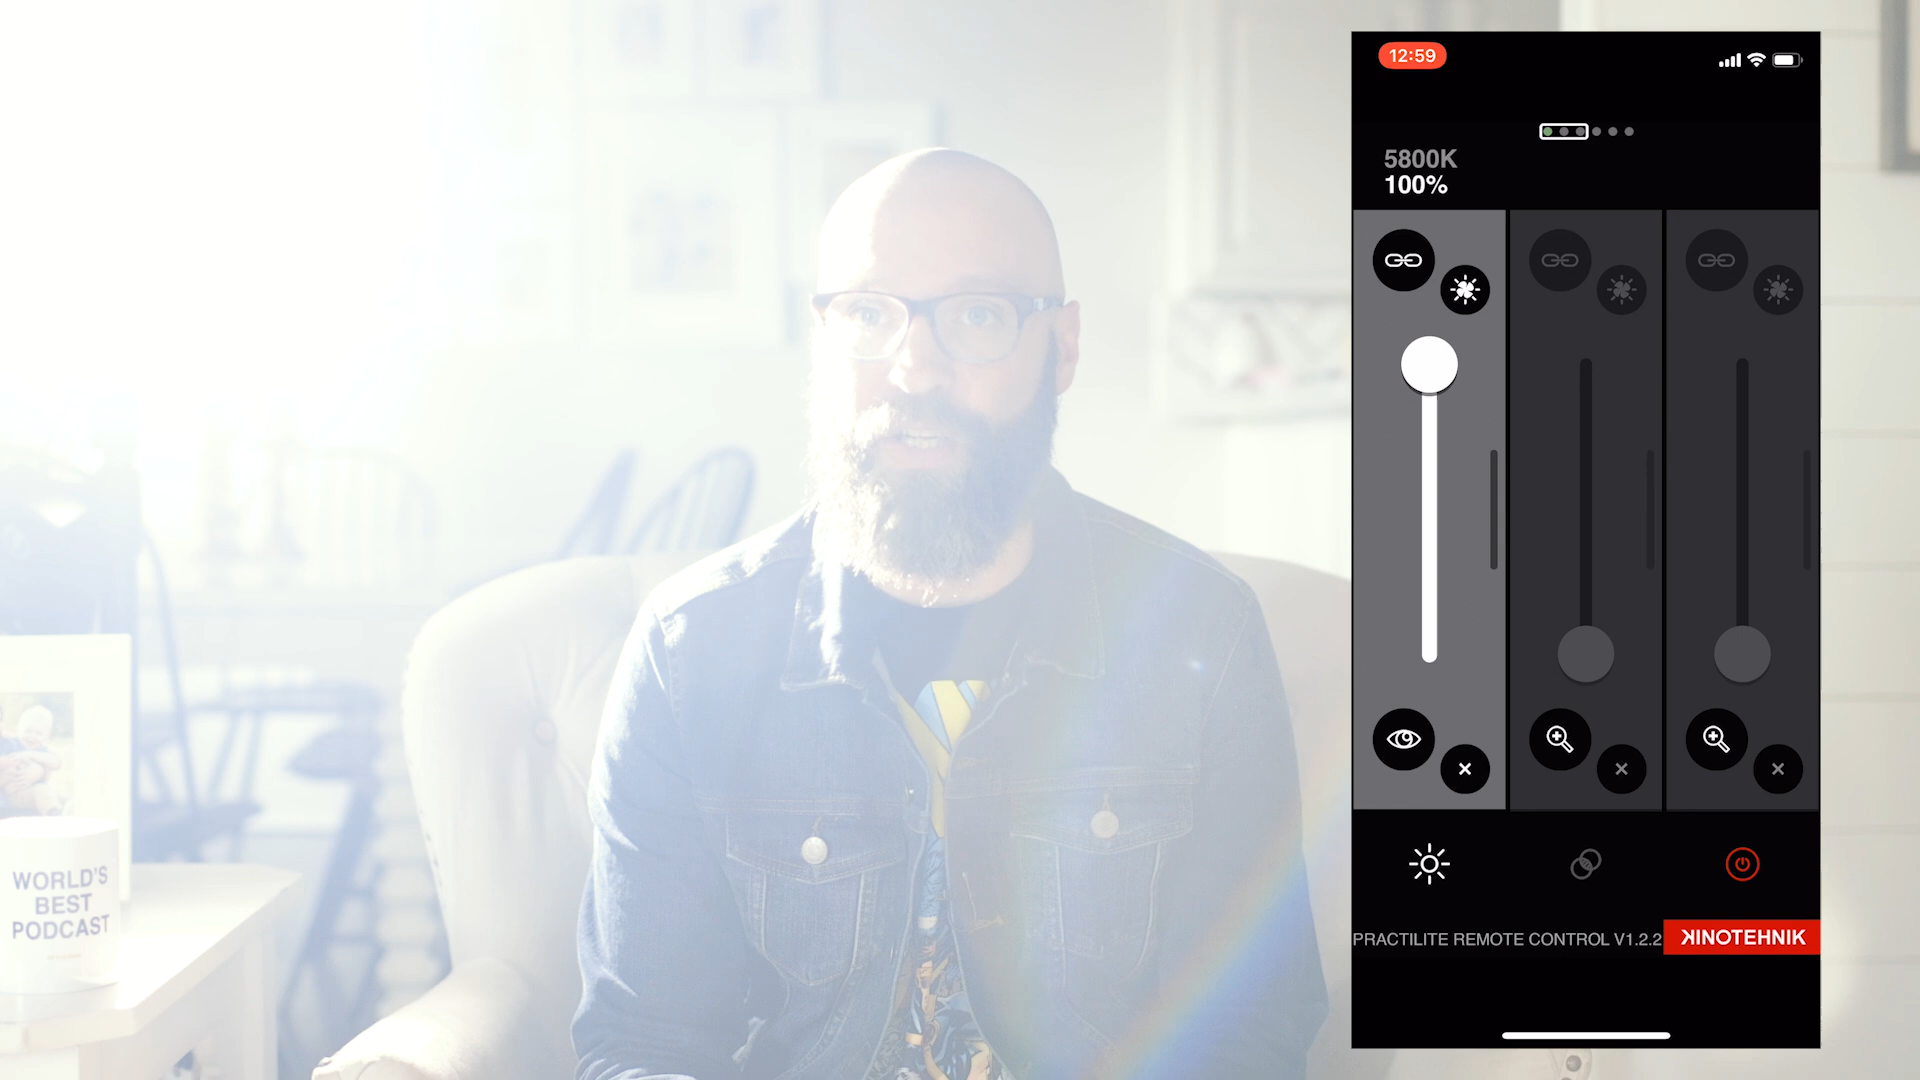 12:59
5800K
100%
PRACTILITE REMOTE CONTROL V1.2.2
KINOTEHNIK
WORLD'S
BEST
PODCAST